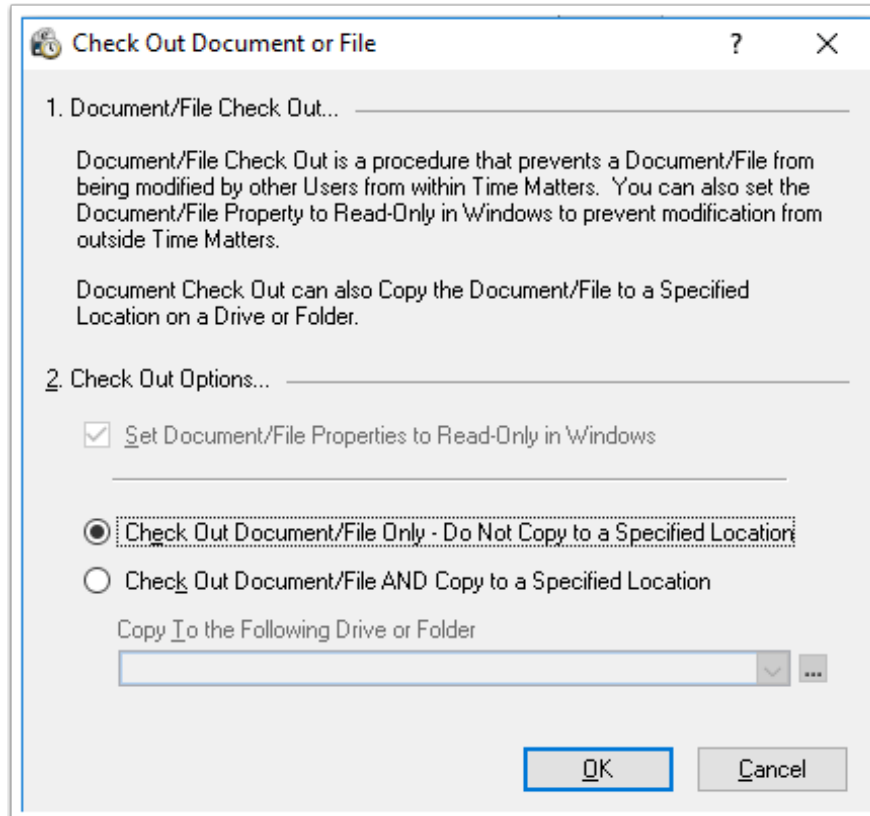 Check Out Document or File
1. Document/File Check Out...
Document/File Check Out is a procedure that prevents a Document/File from
being modified by other Users from within Time Matters.  You can also set the
Document/File Property to Read-Only in Windows to prevent modification from
outside Time Matters.
Document Check Out can also Copy the Document/File to a Specified
Location on a Drive or Folder.
2. Check Out Options...
Set Document/File Properties to Read-Only in Windows
Check Out Document/File Only - Do Not Copy to a Specified Location
Check Out Document/File AND Copy to a Specified Location
Copy To the Following Drive or Folder
...
OK Cancel